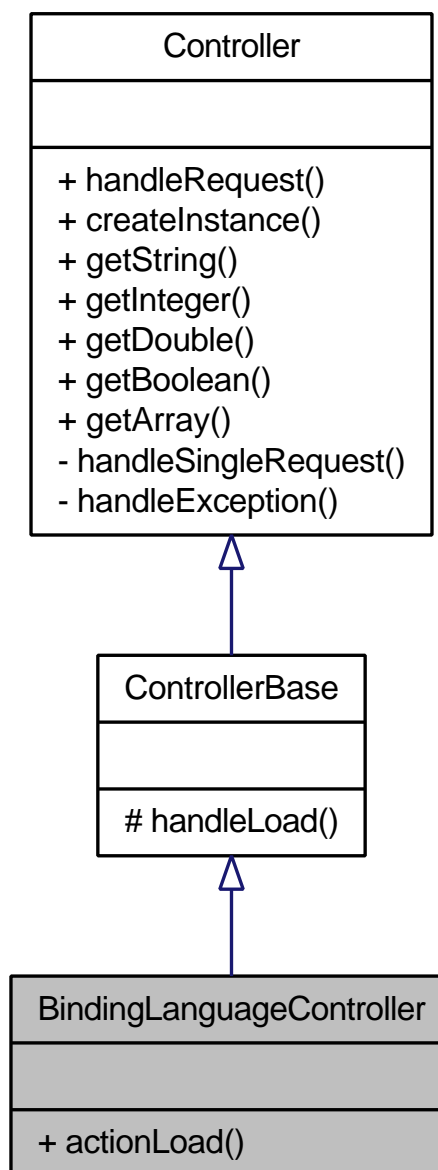 Controller
+ handleRequest()
+ createInstance()
+ getString()
+ getInteger()
+ getDouble()
+ getBoolean()
+ getArray()
- handleSingleRequest()
- handleException()
ControllerBase
# handleLoad()
BindingLanguageController
+ actionLoad()